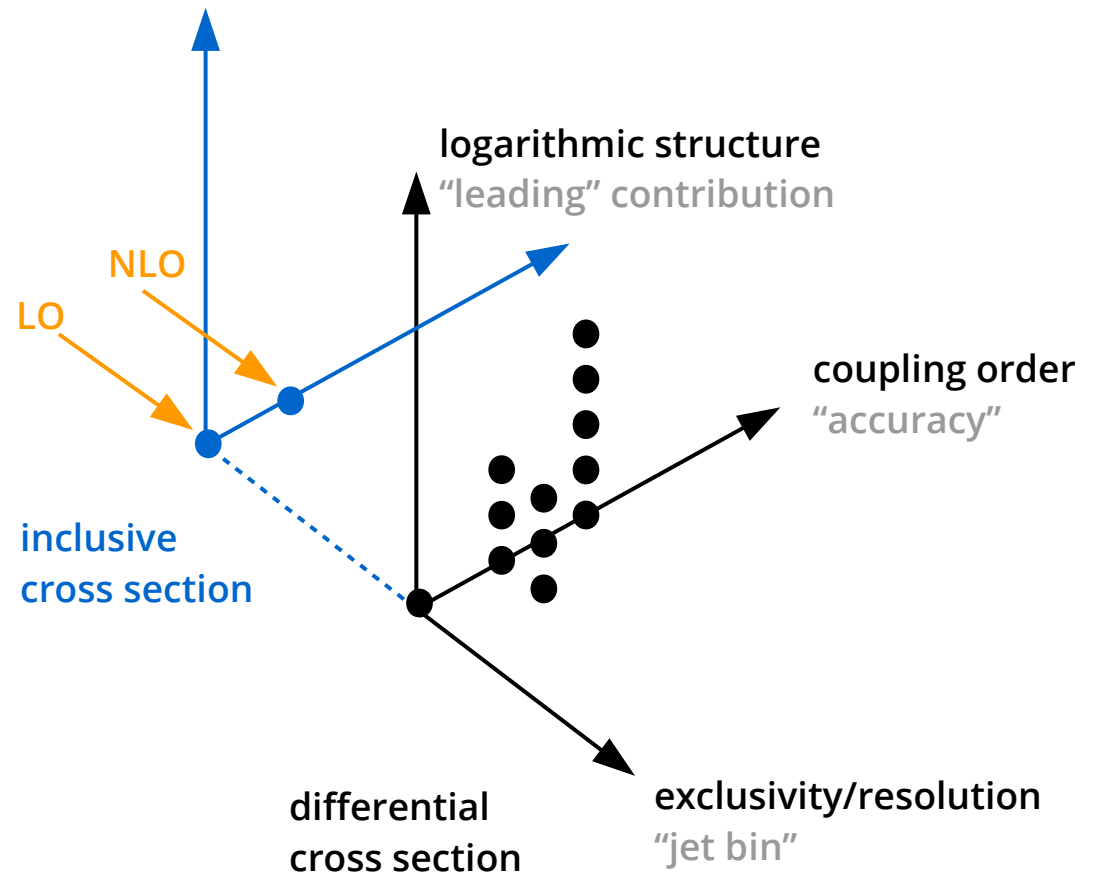 logarithmic structure
“leading” contribution
NLO
LO
coupling order
“accuracy”
inclusive
cross section
differential
cross section
exclusivity/resolution
“jet bin”